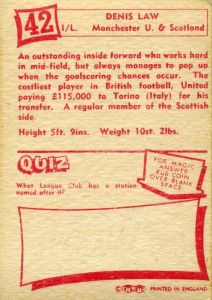 42
DENIS LAW
I/L. Manchester U. & Scotland
An outstanding inside forward who works hard
in mid-field, but always manages to pop up
when the goalscoring chances occur. The
costliest player in British football, United
paying £115,000 to Torino (Italy) for his
transfer. A regular member of the Scottish
side.
Height 5ft. 9ins. Weight 10st. 2lbs.
QUIZ
What League Club has a station
named after it?
FOR MAGIC
ANSWER
RUB COIN
OVER BLANK
SPACE
© A&BC PRINTED IN ENGLAND